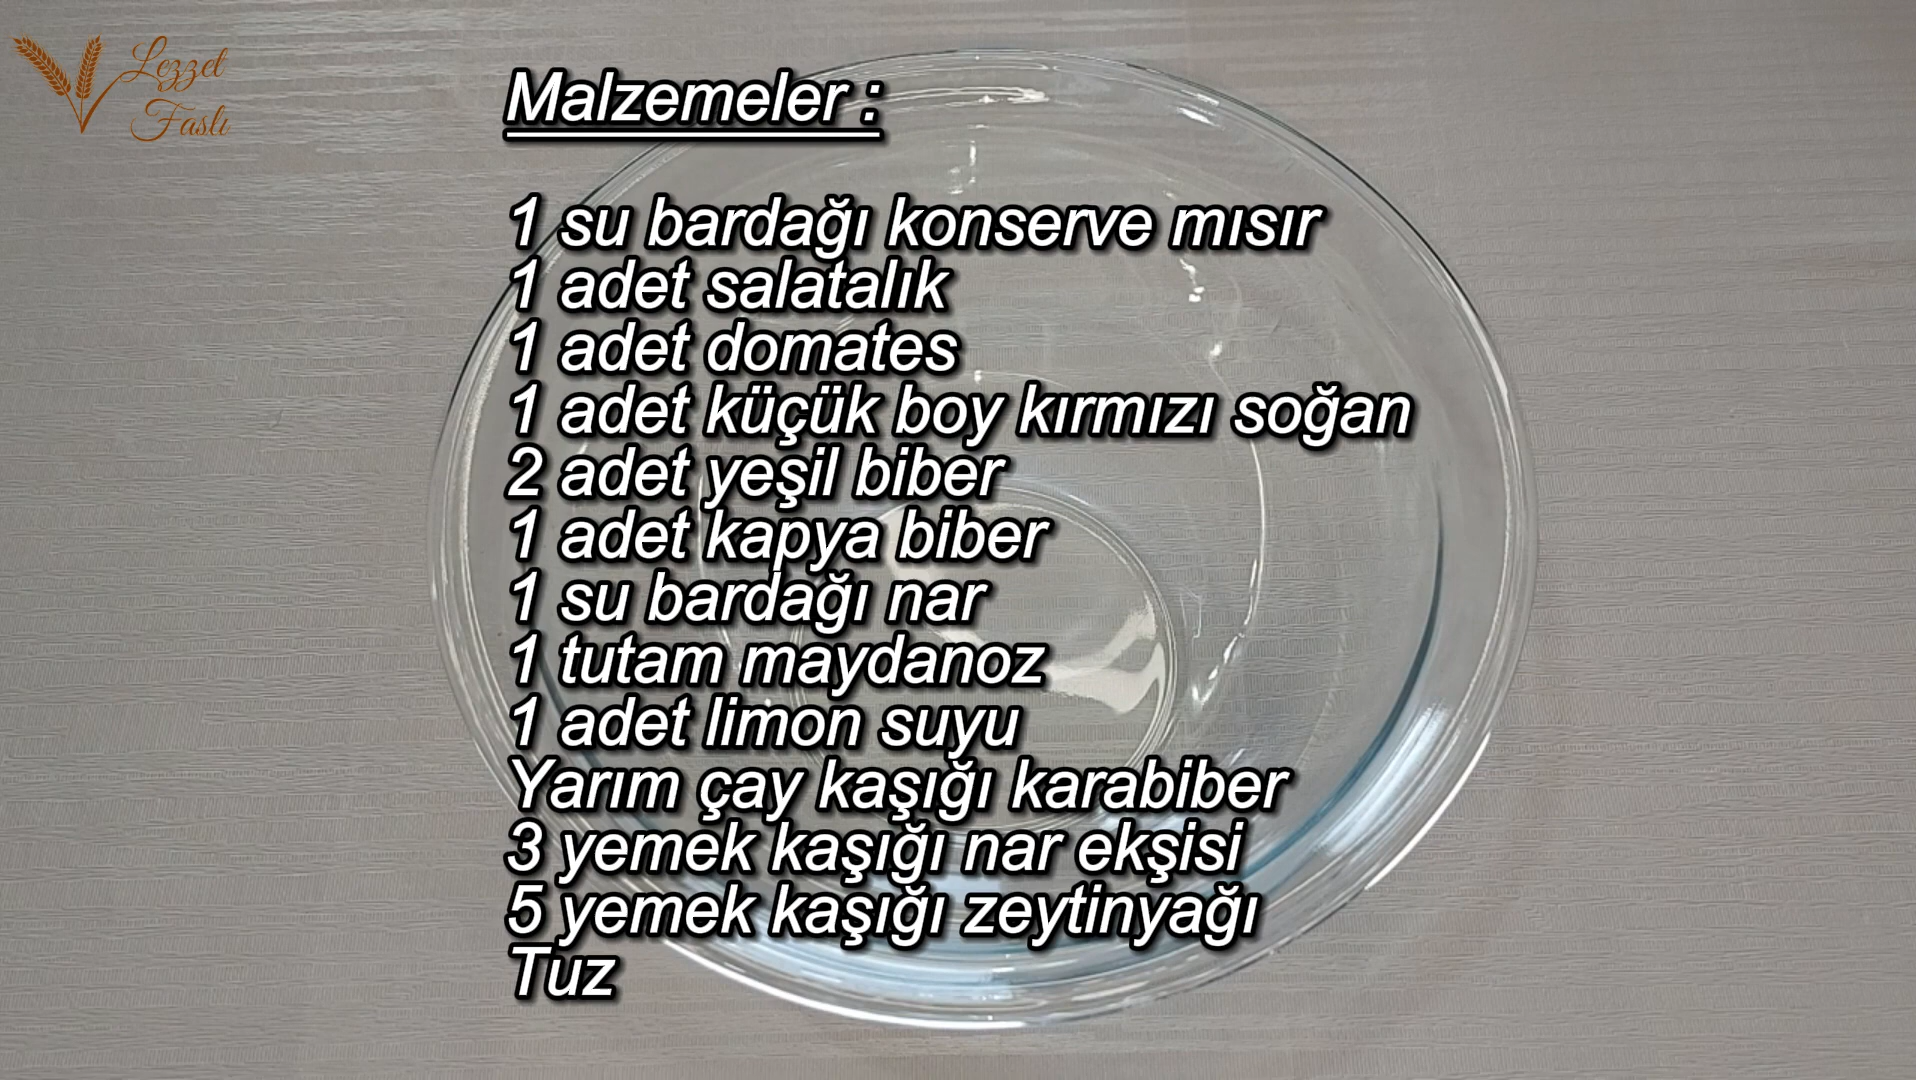 Lezzet
Faslı
Malzemeler :
1 su bardağı konserve mısır
1 adet salatalık
1 adet domates
1 adet küçük boy kırmızı soğan
2 adet yeşil biber
1 adet kapya biber
1 su bardağı nar
1 tutam maydanoz
1 adet limon suyu
Yarım çay kaşığı karabiber
3 yemek kaşığı nar ekşisi
5 yemek kaşığı zeytinyağı
Tuz